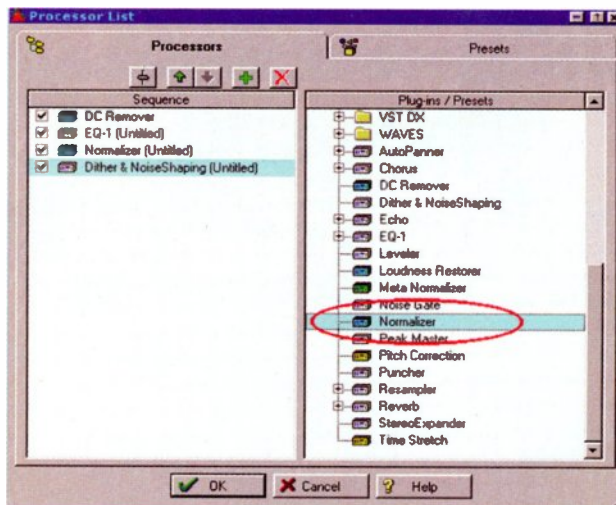 Processor List
Processors
Presets
Sequence
DC Remover
EQ-1 (Untitled)
Normalizer (Untitled)
Dither & NoiseShaping (Untitled)
Plug-ins / Presets
VST DX
WAVES
AutoPanner
Chorus
DC Remover
Dither & NoiseShaping
Echo
EQ-1
Leveler
Loudness Restorer
Meta Normalizer
Noise Gate
Normalizer
Peak Master
Pitch Correction
Puncher
Resampler
Reverb
StereoExpander
Time Stretch
OK
Cancel
Help